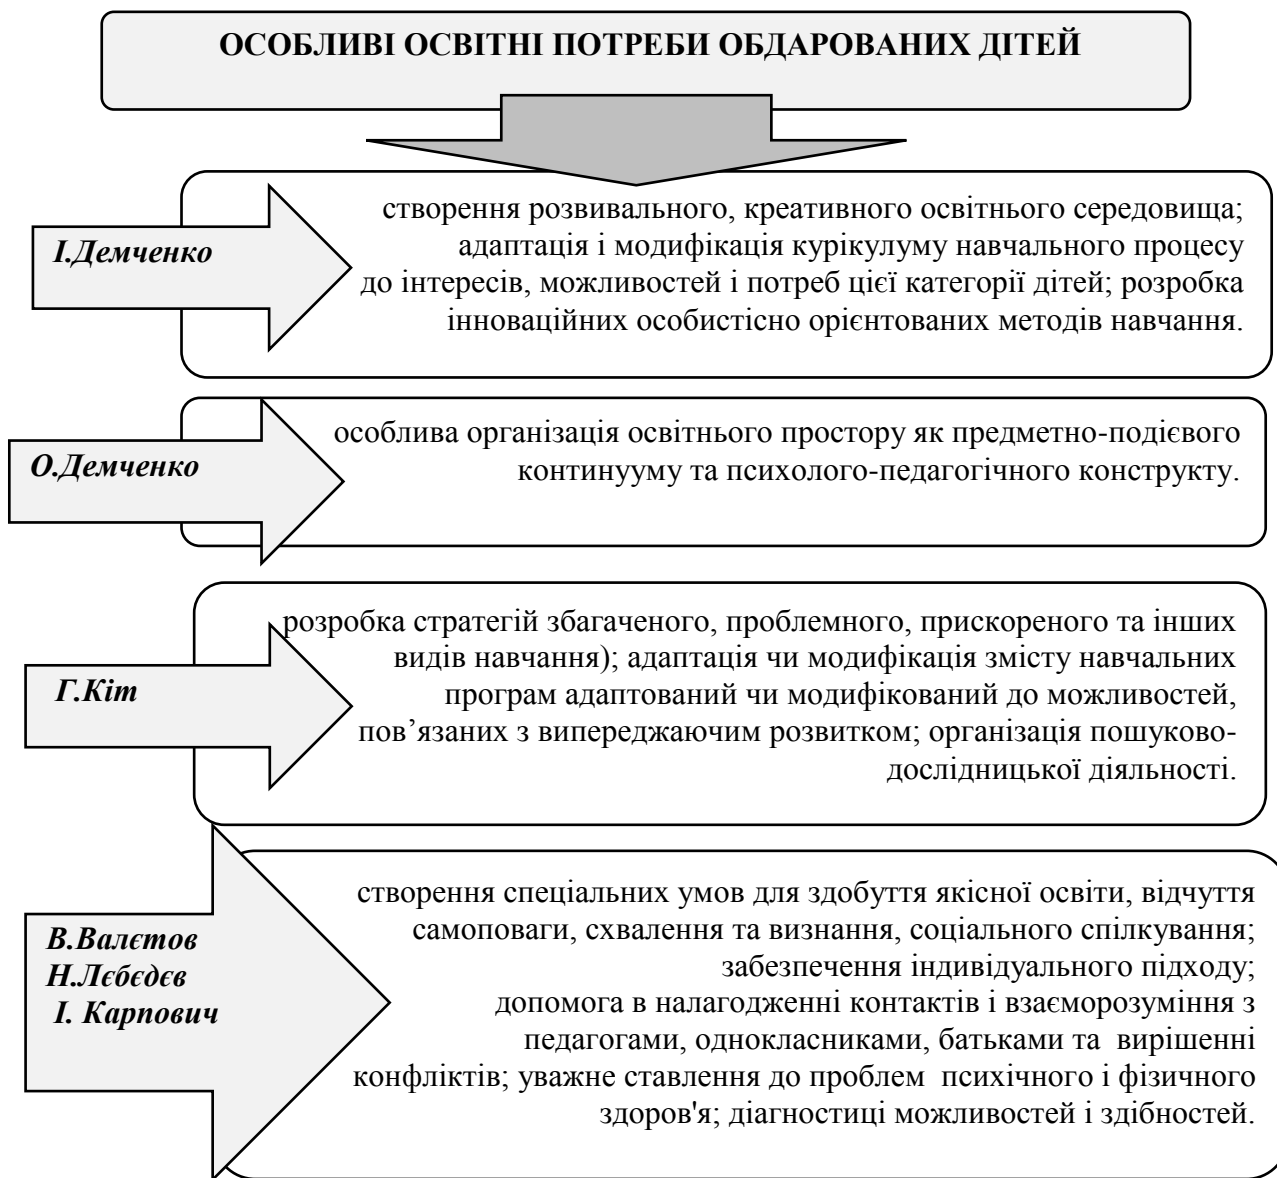 ОСОБЛИВІ ОСВІТНІ ПОТРЕБИ ОБДАРОВАНИХ ДІТЕЙ
І.Демченко
створення розвивального, креативного освітнього середовища;
адаптація і модифікація курікулуму навчального процесу
до інтересів, можливостей і потреб цієї категорії дітей; розробка
інноваційних особистісно орієнтованих методів навчання.
О.Демченко
особлива організація освітнього простору як предметно-подієвого
континууму та психолого-педагогічного конструкту.
Г.Кіт
розробка стратегій збагаченого, проблемного, прискореного та інших
видів навчання); адаптація чи модифікація змісту навчальних
програм адаптований чи модифікований до можливостей,
пов’язаних з випереджаючим розвитком; організація пошуково-
дослідницької діяльності.
В.Валєтов
Н.Лєбєдєв
І. Карпович
створення спеціальних умов для здобуття якісної освіти, відчуття
самоповаги, схвалення та визнання, соціального спілкування;
забезпечення індивідуального підходу;
допомога в налагодженні контактів і взаєморозуміння з
педагогами, однокласниками, батьками та вирішенні
конфліктів; уважне ставлення до проблем психічного і фізичного
здоров'я; діагностиці можливостей і здібностей.